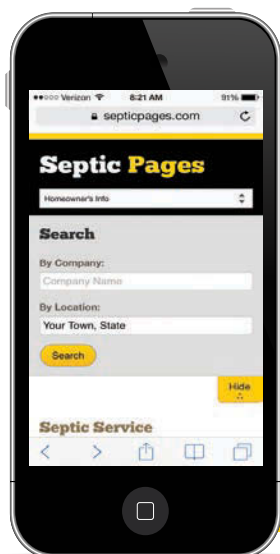 Verizon 8:21 AM 91%
septicpages.com
Septic Pages
Homeowner's Info
Search
By Company:
Company Name
By Location:
Your Town, State
Search
Hide
Septic Service